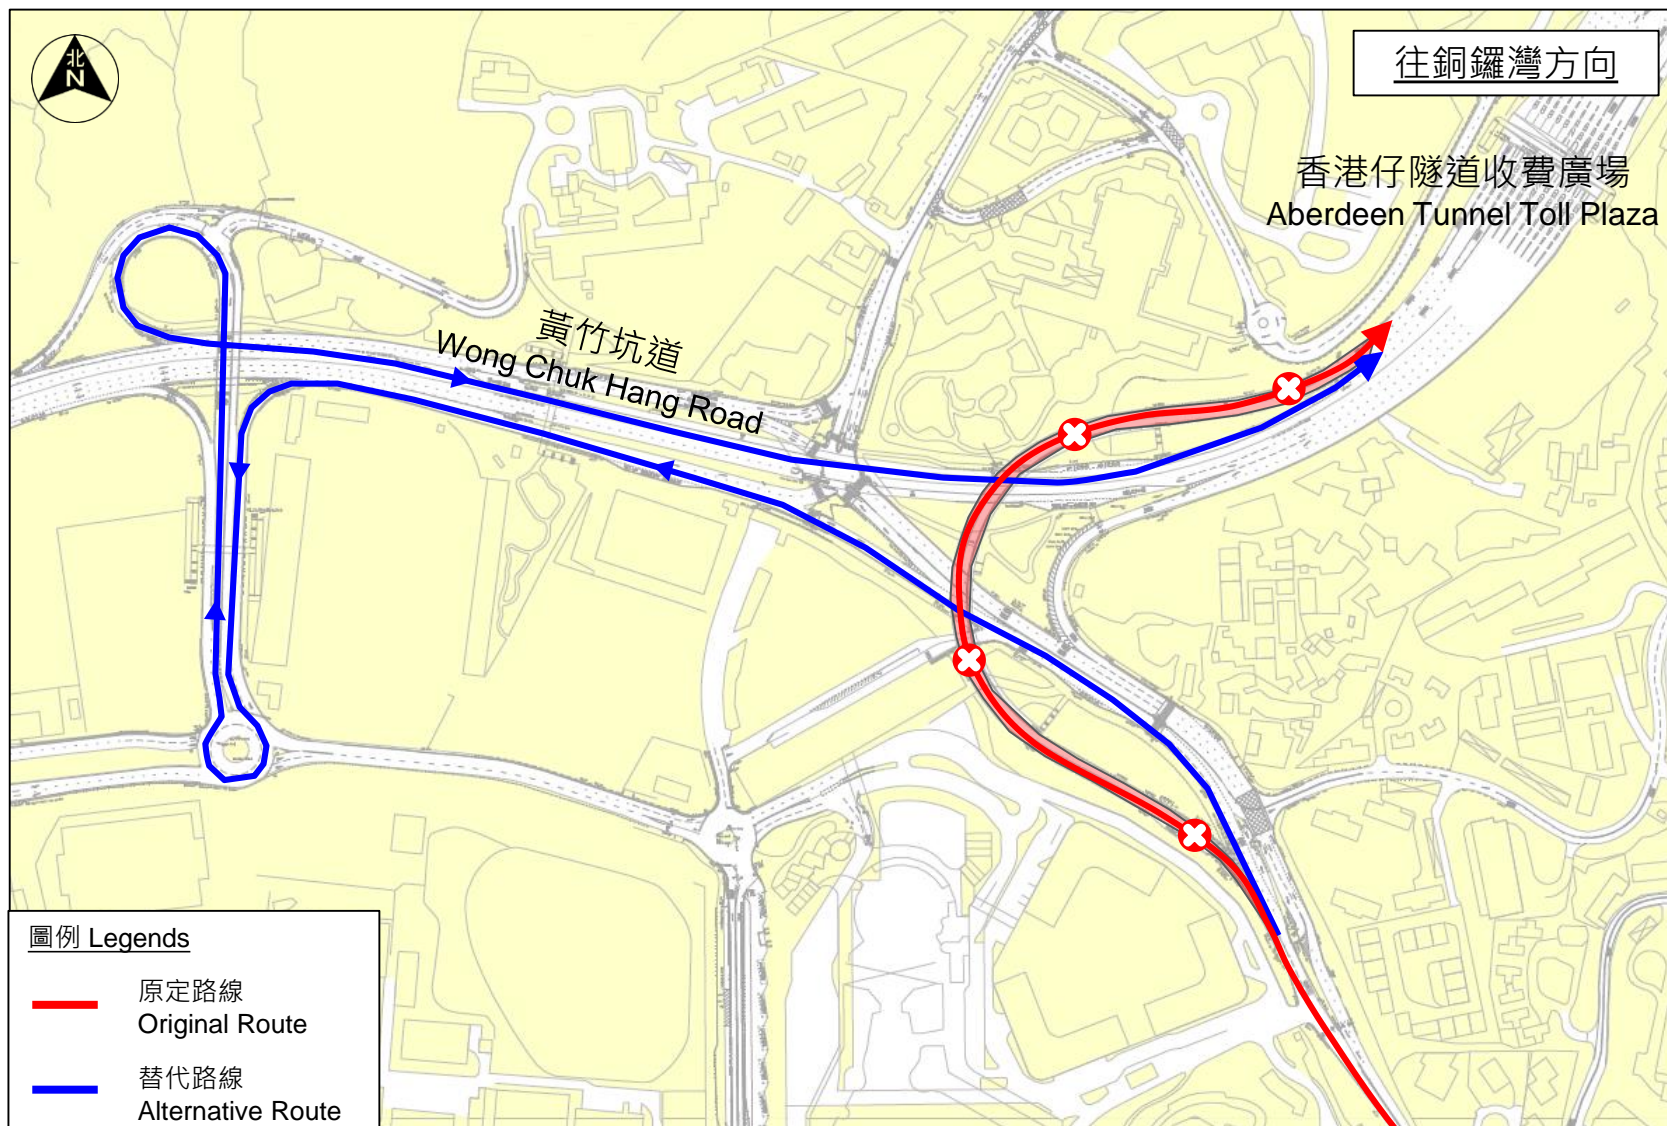 北
N
往銅鑼灣方向
香港仔隧道收費廣場
Aberdeen Tunnel Toll Plaza
黃竹坑道
Wong Chuk Hang Road
圖例 Legends
原定路線
Original Route
替代路線
Alternative Route